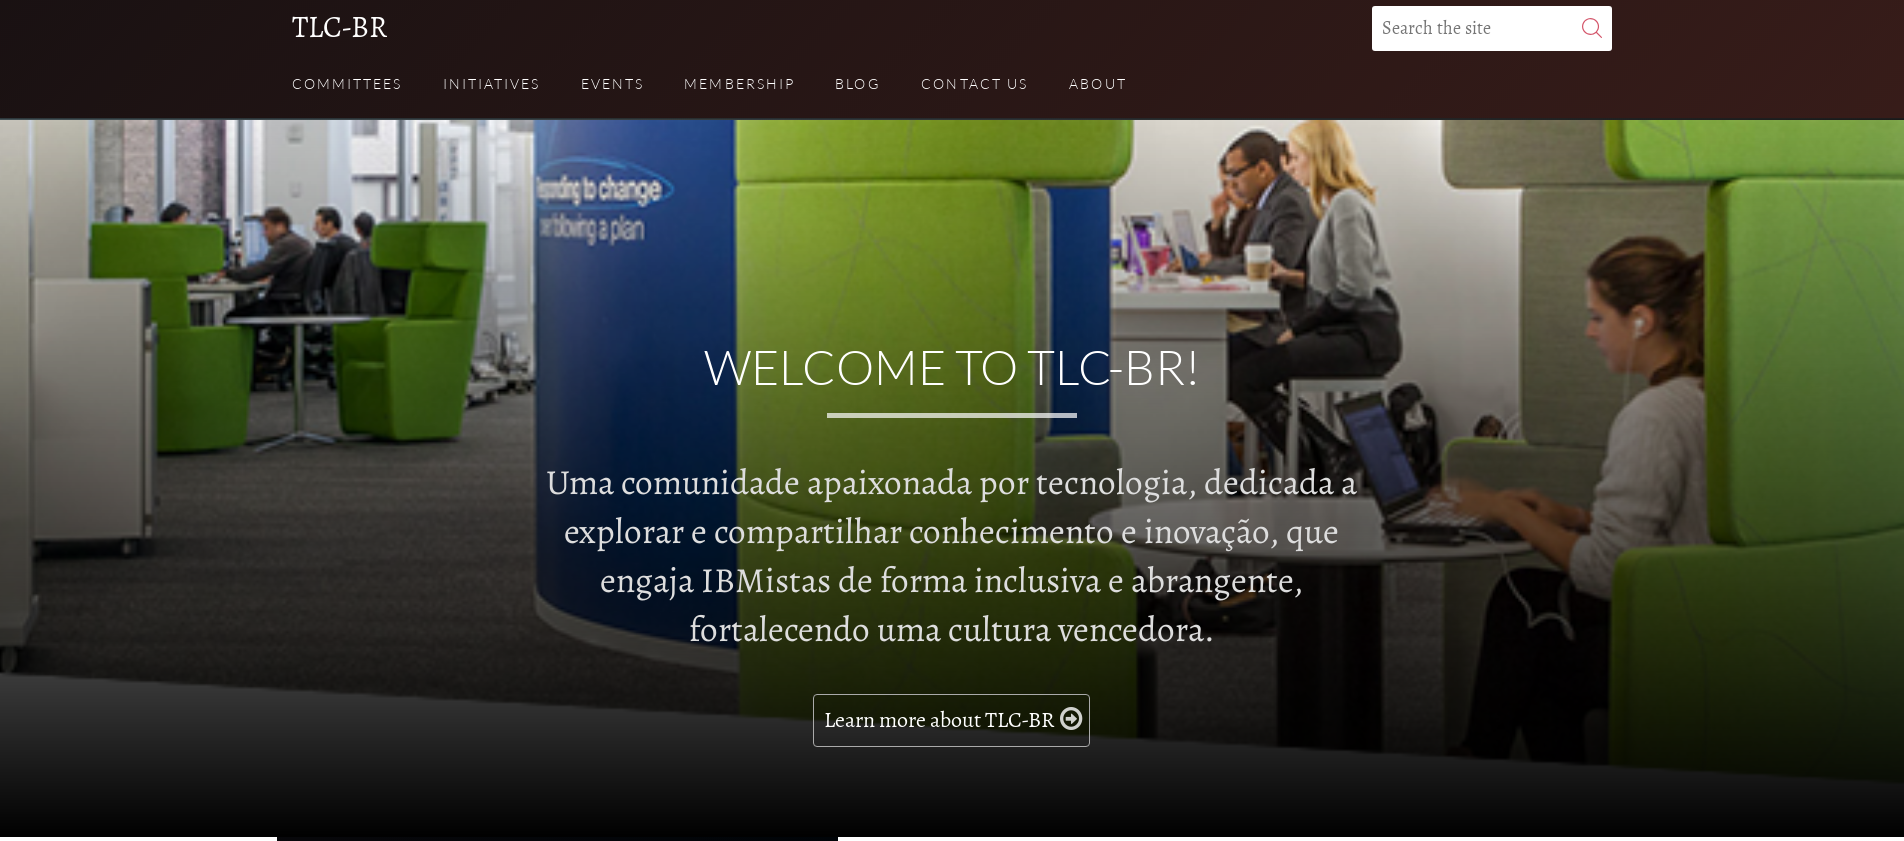 TLC-BR
Search the site
COMMITTEES INITIATIVES EVENTS MEMBERSHIP BLOG CONTACT US ABOUT
to change
a plan
WELCOME TO TLC-BR!
Uma comunidade apaixonada por tecnologia, dedicada a
explorar e compartilhar conhecimento e inovação, que
engaja IBMistas de forma inclusiva e abrangente,
fortalecendo uma cultura vencedora.
Learn more about TLC-BR